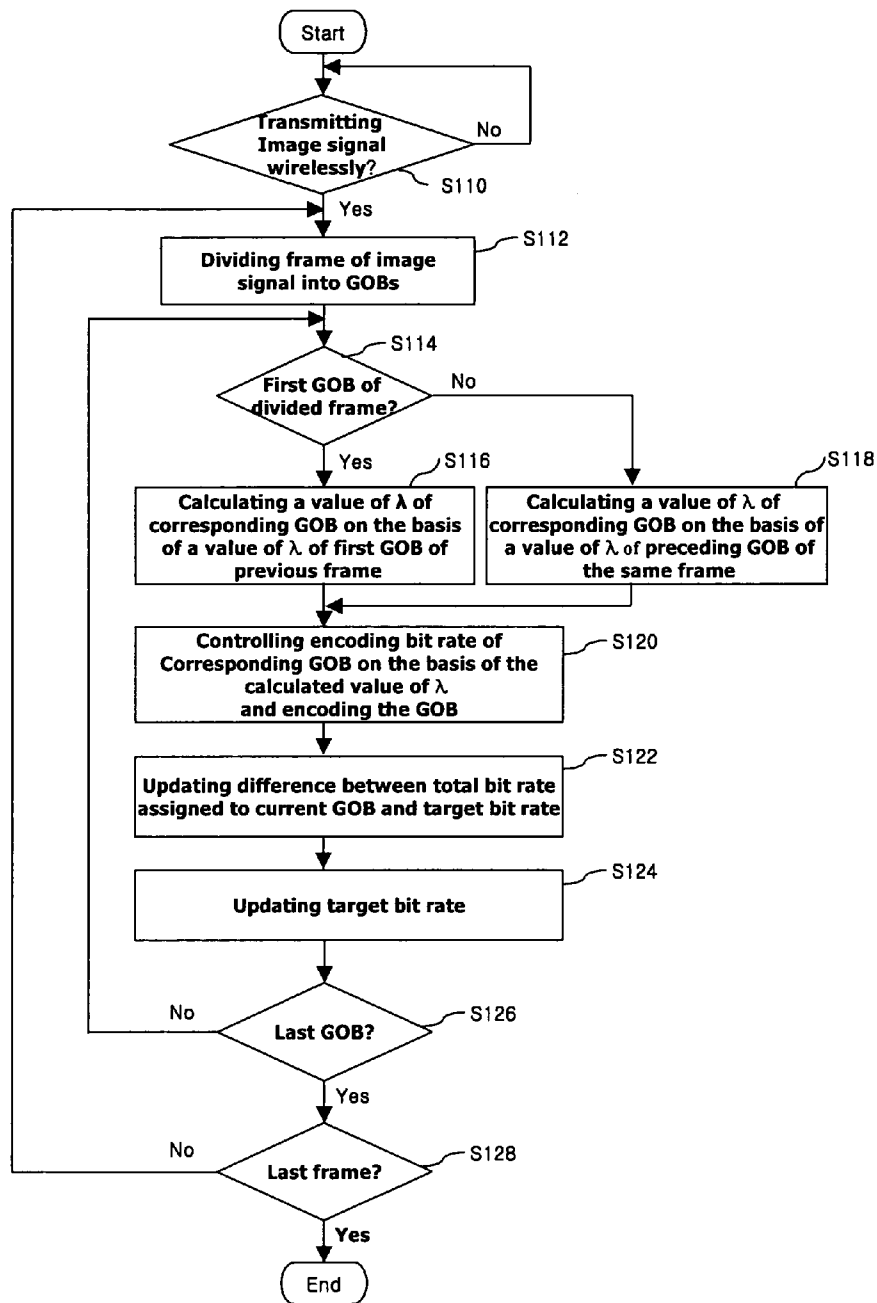 Start
Transmitting
Image signal
wirelessly?
No
S110
Yes
S112
Dividing frame of image
signal into GOBs
S114
First GOB of
divided frame?
No
Yes
S116
S118
Calculating a value of λ of
corresponding GOB on the basis
of a value of λ of first GOB of
previous frame
Calculating a value of λ of
corresponding GOB on the basis of
a value of λ of preceding GOB of
the same frame
Controlling encoding bit rate of
Corresponding GOB on the basis of the
calculated value of λ
and encoding the GOB
S120
S122
Updating difference between total bit rate
assigned to current GOB and target bit rate
S124
Updating target bit rate
No
Last GOB?
S126
Yes
No
Last frame?
S128
Yes
End